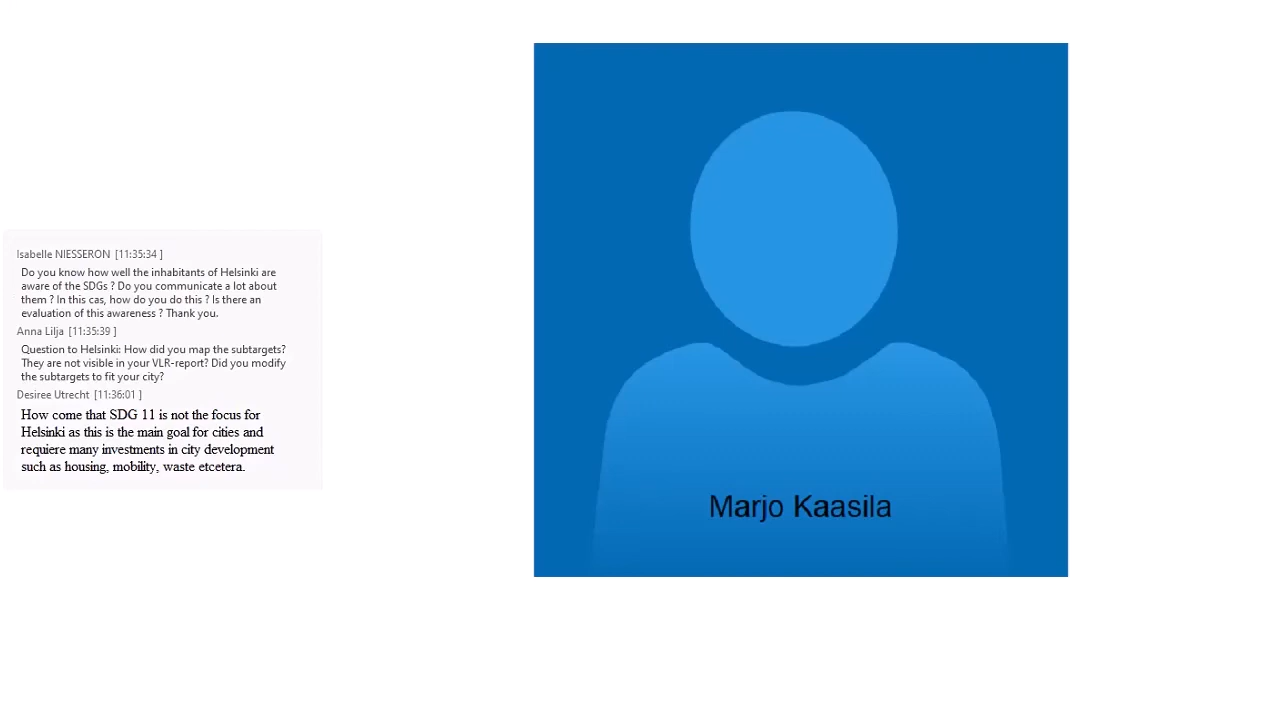 Isabelle NIESSERON [11:35:34 ]
Do you know how well the inhabitants of Helsinki are
aware of the SDGs ? Do you communicate a lot about
them ? In this cas, how do you do this ? Is there an
evaluation of this awareness ? Thank you.
Anna Lilja [11:35:39 ]
Question to Helsinki: How did you map the subtargets?
They are not visible in your VLR-report? Did you modify
the subtargets to fit your city?
Desiree Utrecht [11:36:01 ]
How come that SDG 11 is not the focus for
Helsinki as this is the main goal for cities and
requiere many investments in city development
such as housing, mobility, waste etcetera.
Marjo Kaasila